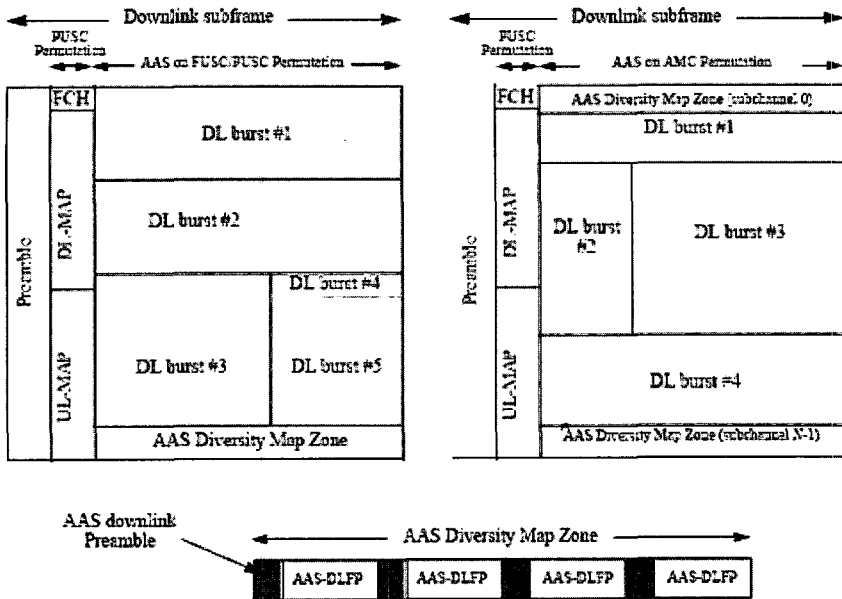 Downlink subframe
PUSC
Permutation
AAS on FUSC/PUSC Permutation
FCH
DL burst #1
DL-MAP
DL burst #2
Preamble
DL burst #4
UL-MAP
DL burst #3
DL burst #5
AAS Diversity Map Zone
Downlink subframe
PUSC
Permutation
AAS on AMC Permutation
FCH
AAS Diversity Map Zone (subchannel 0)
DL burst #1
DL-MAP
DL burst
#2
DL burst #3
Preamble
UL-MAP
DL burst #4
AAS Diversity Map Zone (subchannel N-1)
AAS downlink
Preamble
AAS Diversity Map Zone
AAS-DLFP
AAS-DLFP
AAS-DLFP
AAS-DLFP